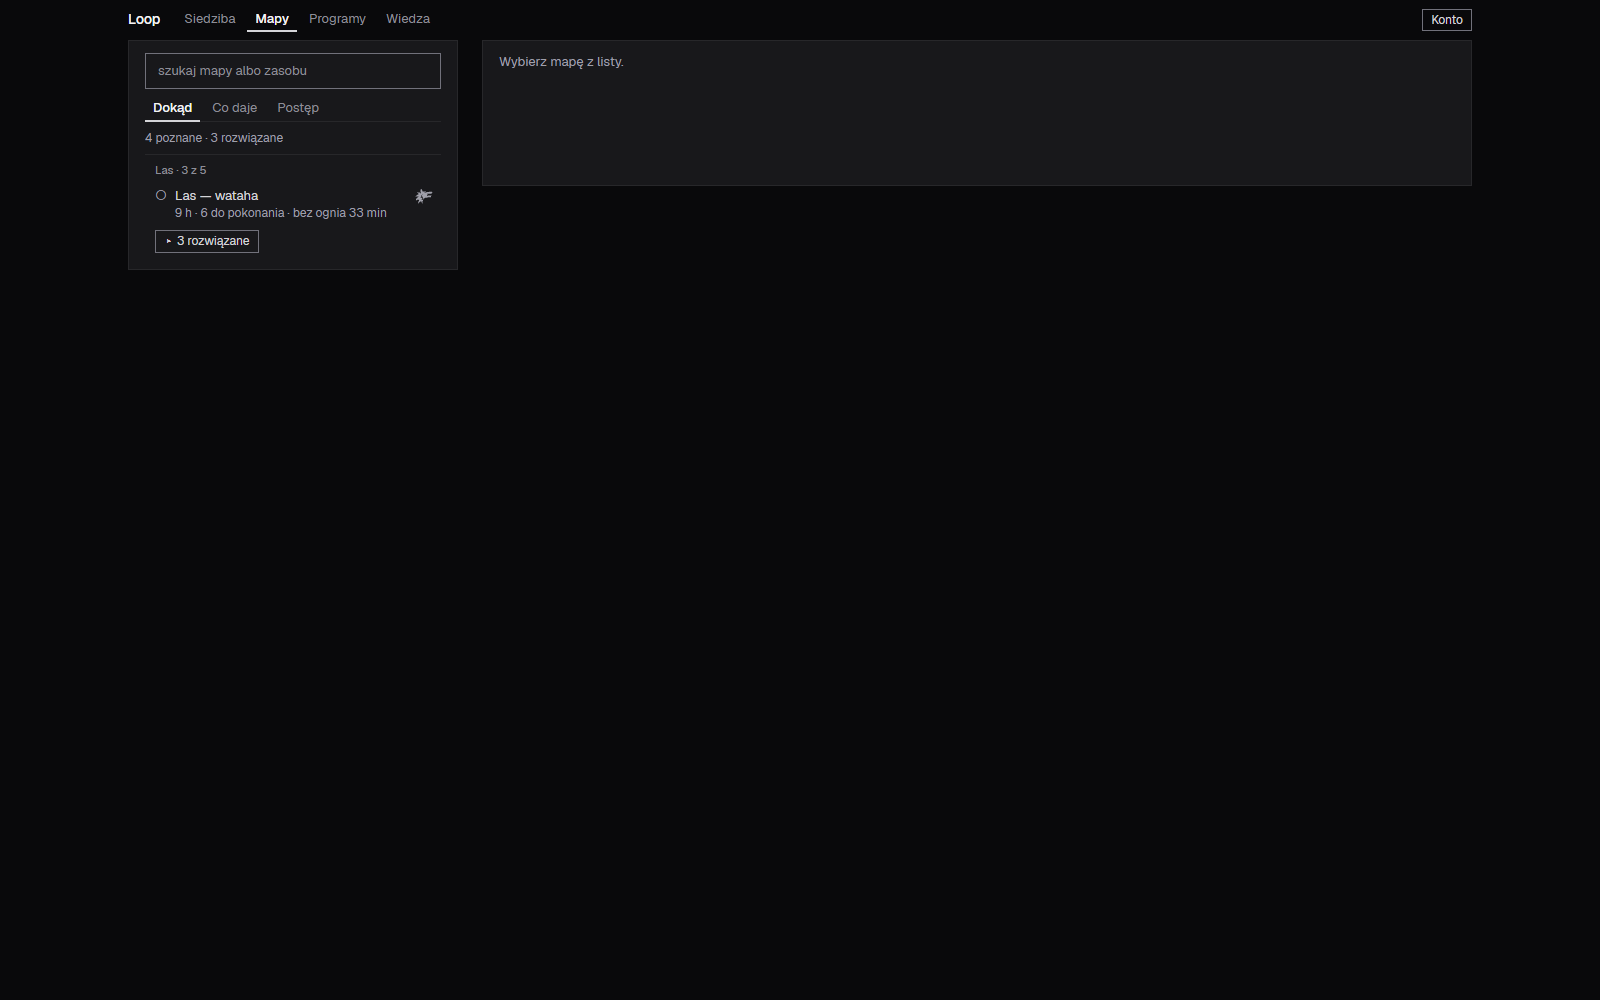 Loop Siedziba Mapy Programy Wiedza Konto
szukaj mapy albo zasobu
Dokąd Co daje Postęp
4 poznane · 3 rozwiązane
Las · 3 z 5
Las — wataha
9 h · 6 do pokonania · bez ognia 33 min
3 rozwiązane
Wybierz mapę z listy.